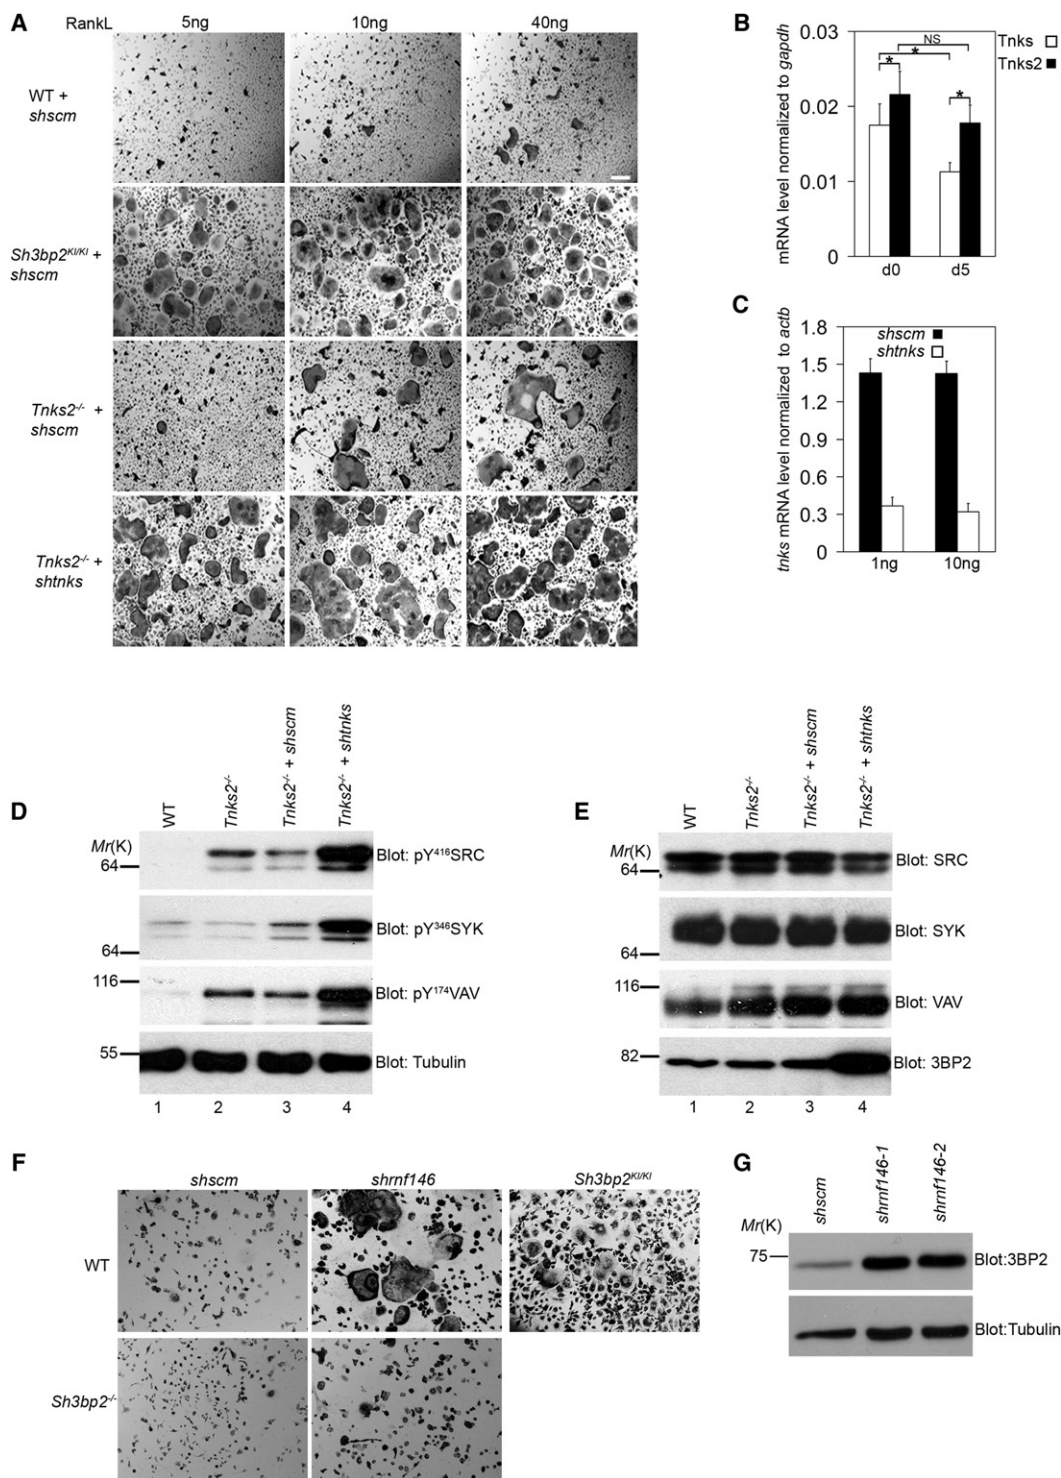 A
RankL 5ng 10ng 40ng
WT +
shscm
Sh3bp2KI/KI +
shscm
Tnks2-/- +
shscm
Tnks2-/- +
shtnks
B
mRNA level normalized to gapdh
0.03
0.02
0.01
0
NS
*
*
*
d0 d5
Tnks
Tnks2
C
tnks mRNA level normalized to actb
1.8
1.5
1.2
0.9
0.6
0.3
0
shscm
shtnks
1ng 10ng
D
WT Tnks2-/- Tnks2-/- + shscm Tnks2-/- + shtnks
Mr(K)
64 Blot: pY416SRC
64 Blot: pY346SYK
116 Blot: pY174VAV
55 Blot: Tubulin
1 2 3 4
E
WT Tnks2-/- Tnks2-/- + shscm Tnks2-/- + shtnks
Mr(K)
64 Blot: SRC
64 Blot: SYK
116 Blot: VAV
82 Blot: 3BP2
1 2 3 4
F
shscm shrnf146 Sh3bp2KI/KI
WT
Sh3bp2-/-
G
shscm shrnf146-1 shrnf146-2
Mr(K)
75 Blot:3BP2
Blot:Tubulin